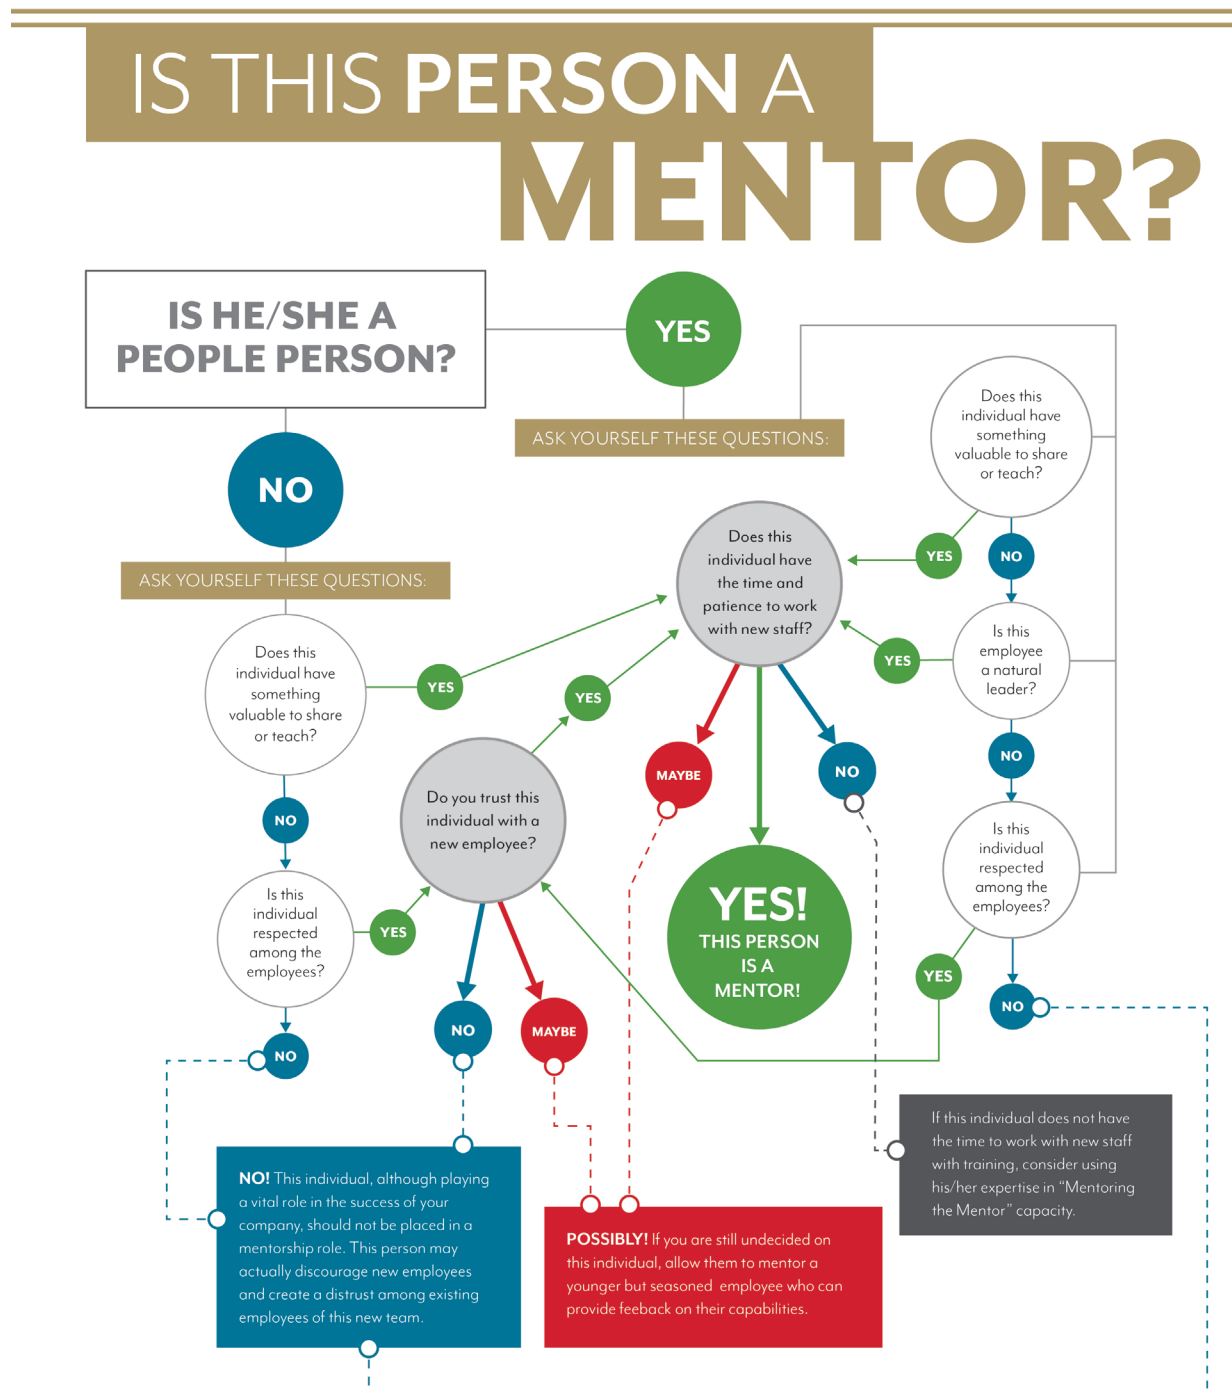 IS THIS PERSON A
MENTOR?
IS HE/SHE A
PEOPLE PERSON?
YES
ASK YOURSELF THESE QUESTIONS:
Does this
individual have
something
valuable to share
or teach?
YES
NO
Is this
employee
a natural
leader?
YES
NO
Is this
individual
respected
among the
employees?
YES
NO
NO
ASK YOURSELF THESE QUESTIONS:
Does this
individual have
something
valuable to share
or teach?
YES
NO
Is this
individual
respected
among the
employees?
YES
NO
Do you trust this
individual with a
new employee?
YES
NO
MAYBE
Does this
individual have
the time and
patience to work
with new staff?
MAYBE
NO
YES!
THIS PERSON
IS A
MENTOR!
NO! This individual, although playing
a vital role in the success of your
company, should not be placed in a
mentorship role. This person may
actually discourage new employees
and create a distrust among existing
employees of this new team.
POSSIBLY! If you are still undecided on
this individual, allow them to mentor a
younger but seasoned employee who can
provide feeback on their capabilities.
If this individual does not have
the time to work with new staff
with training, consider using
his/her expertise in “Mentoring
the Mentor” capacity.